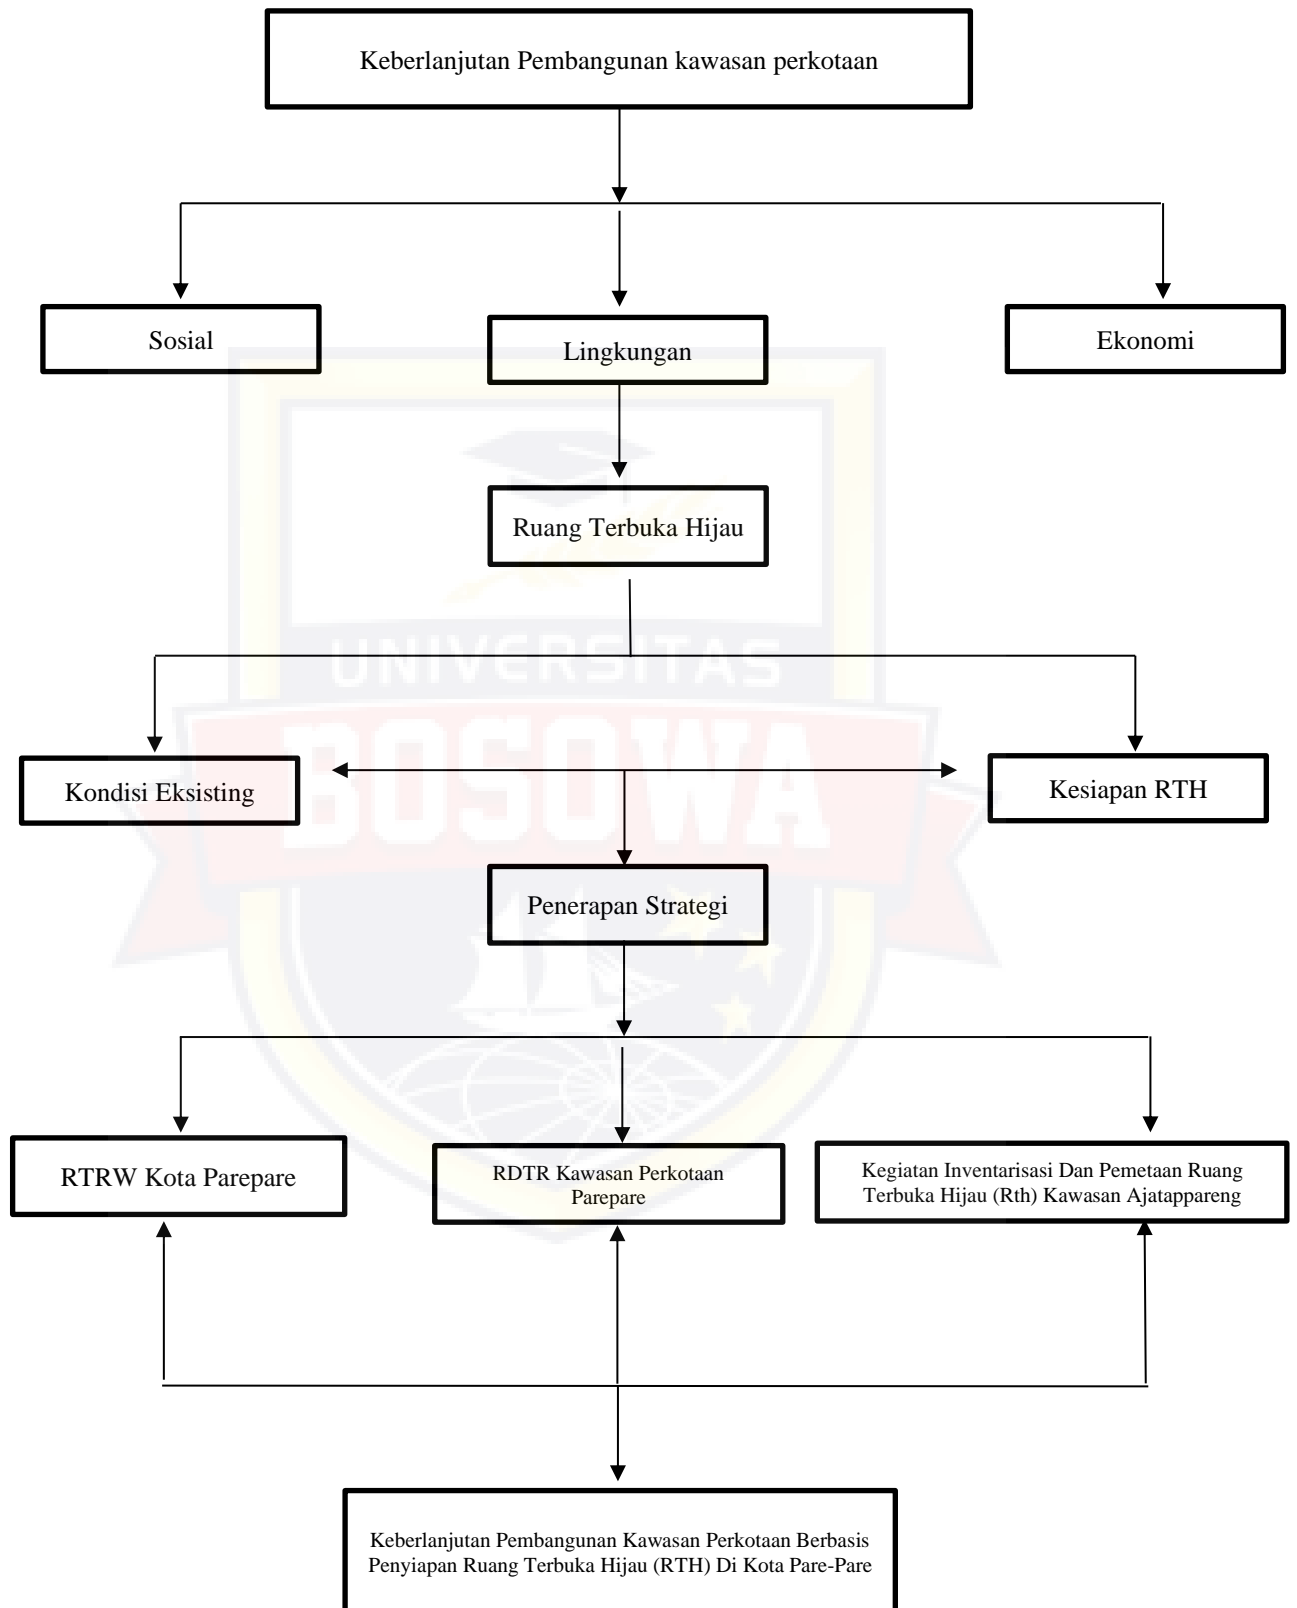 Keberlanjutan Pembangunan kawasan perkotaan
Sosial
Lingkungan
Ekonomi
Ruang Terbuka Hijau
UNIVERSITAS
BOSOWA
Kondisi Eksisting
Kesiapan RTH
Penerapan Strategi
RTRW Kota Parepare
RDTR Kawasan Perkotaan
Parepare
Kegiatan Inventarisasi Dan Pemetaan Ruang
Terbuka Hijau (Rth) Kawasan Ajatappareng
Keberlanjutan Pembangunan Kawasan Perkotaan Berbasis
Penyiapan Ruang Terbuka Hijau (RTH) Di Kota Pare-Pare